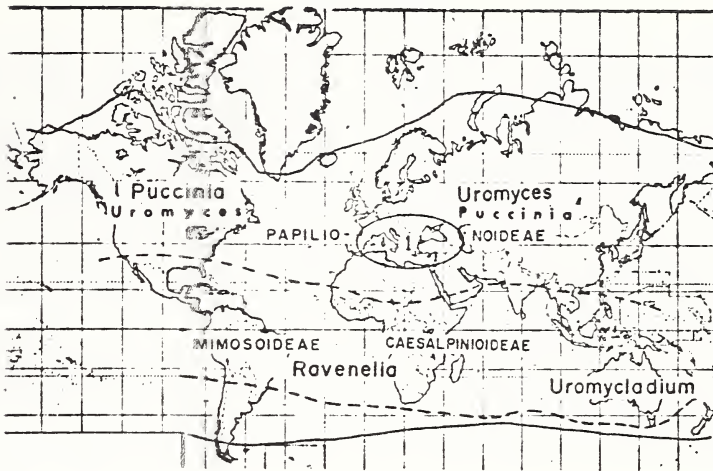 Puccinia
Uromyces
Uromyces
Puccinia
PAPILIO-
NOIDEAE
MIMOSOIDEAE
CAESALPINIOIDEAE
Ravenelia
Uromycladium